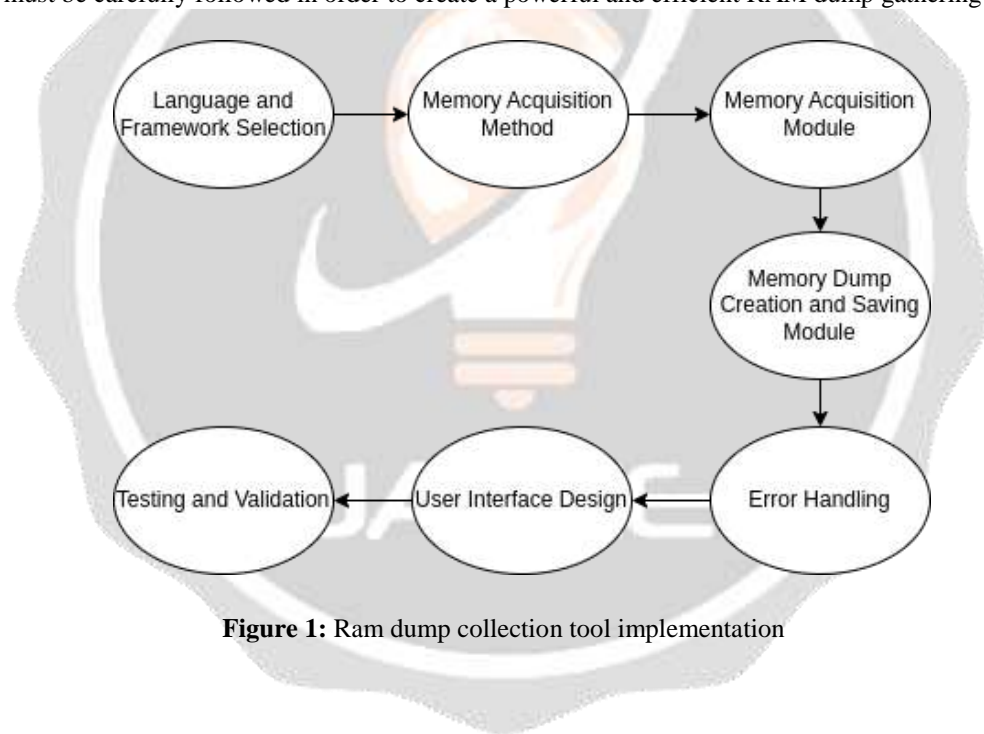 must be carefully followed in order to create a powerful and efficient RAM dump gathering
Language and
Framework Selection
Memory Acquisition
Method
Memory Acquisition
Module
Memory Dump
Creation and Saving
Module
Error Handling
User Interface Design
Testing and Validation
Figure 1: Ram dump collection tool implementation